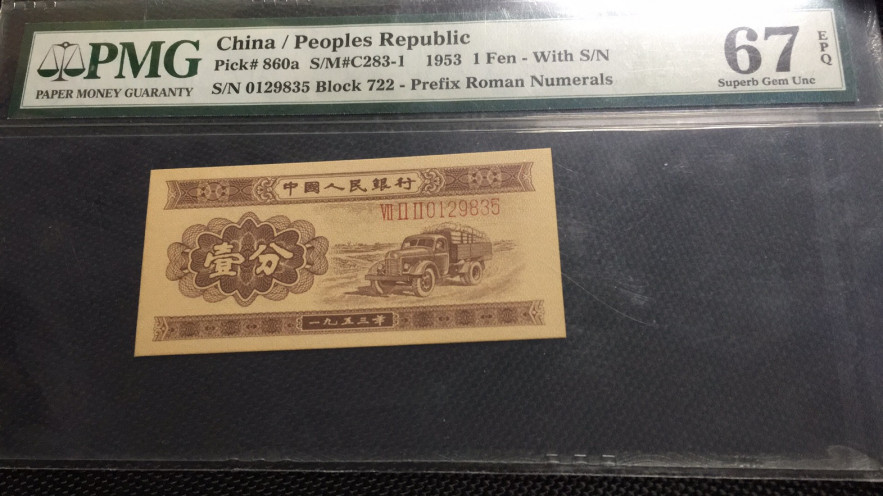 PMG
PAPER MONEY GUARANTY
China / Peoples Republic
Pick# 860a S/M#C283-1 1953 1 Fen - With S/N
S/N 0129835 Block 722 - Prefix Roman Numerals
67
Superb Gem Unc
EPQ
中國人民銀行
VII II II 0129835
壹分
一九五三年